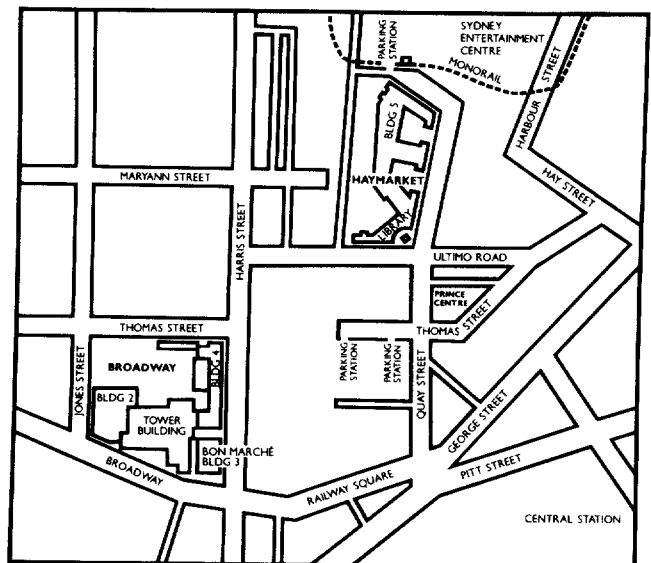 PARKING
STATION
SYDNEY
ENTERTAINMENT
CENTRE
MONORAIL
HARBOUR STREET
BLDG 5
HAY STREET
MARYANN STREET
HAYMARKET
LIBRARY
HARRIS STREET
ULTIMO ROAD
PRINCE
CENTRE
THOMAS STREET
THOMAS STREET
JONES STREET
BROADWAY
BLDG 4
PARKING
STATION
PARKING
STATION
QUAY STREET
BLDG 2
TOWER
BUILDING
BON MARCHÉ
BLDG 3
GEORGE STREET
BROADWAY
RAILWAY SQUARE
PITT STREET
CENTRAL STATION